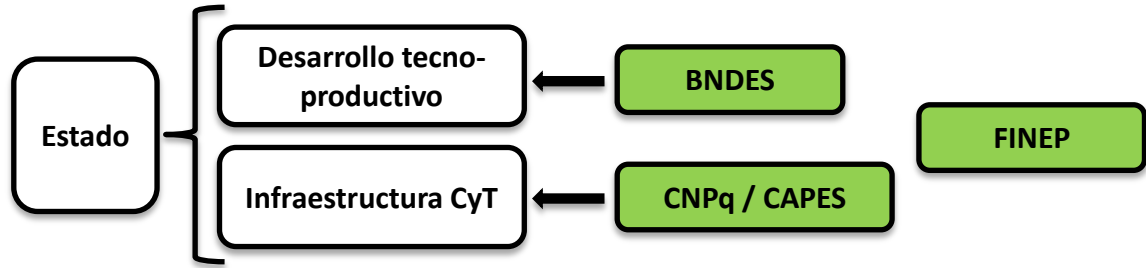 Estado
Desarrollo tecno-
productivo
Infraestructura CyT
BNDES
CNPq / CAPES
FINEP